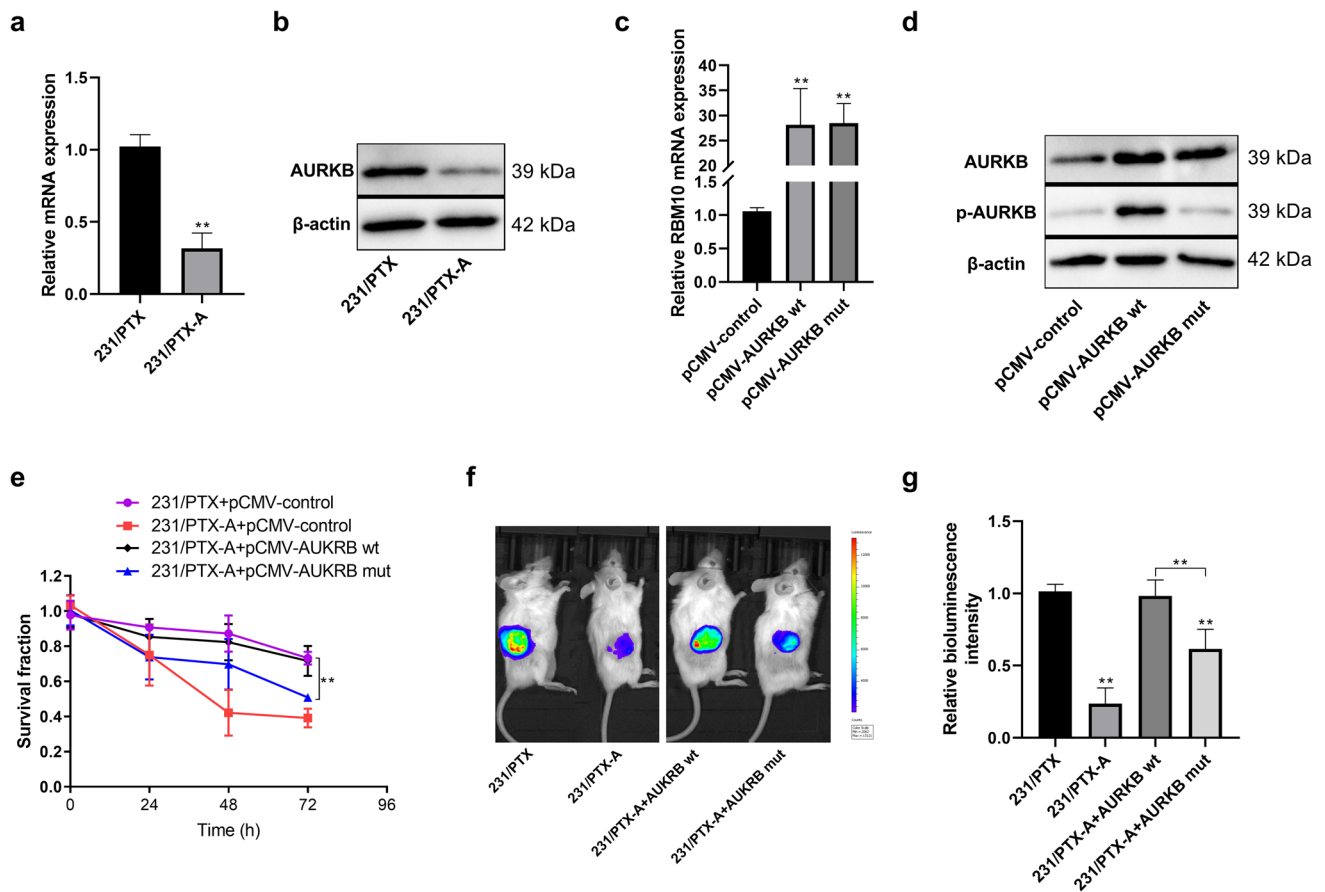 a
Relative mRNA expression
1.5
1.0
0.5
0.0
**
231/PTX
231/PTX-A
b
AURKB
39 kDa
β-actin
42 kDa
231/PTX
231/PTX-A
c
Relative RBM10 mRNA expression
40
35
30
25
20
1.5
1.0
0.5
0.0
**
**
pCMV-control
pCMV-AURKB wt
pCMV-AURKB mut
d
AURKB
39 kDa
p-AURKB
39 kDa
β-actin
42 kDa
pCMV-control
pCMV-AURKB wt
pCMV-AURKB mut
e
231/PTX+pCMV-control
231/PTX-A+pCMV-control
231/PTX-A+pCMV-AUKRB wt
231/PTX-A+pCMV-AUKRB mut
Survival fraction
1.2
1.0
0.8
0.6
0.4
0.2
0.0
**
0 24 48 72 96
Time (h)
f
Luminescence
Counts
Color Scale
231/PTX
231/PTX-A
231/PTX-A+AUKRB wt
231/PTX-A+AUKRB mut
g
Relative bioluminescence
intensity
1.5
1.0
0.5
0.0
**
**
**
231/PTX
231/PTX-A
231/PTX-A+AURKB wt
231/PTX-A+AURKB mut